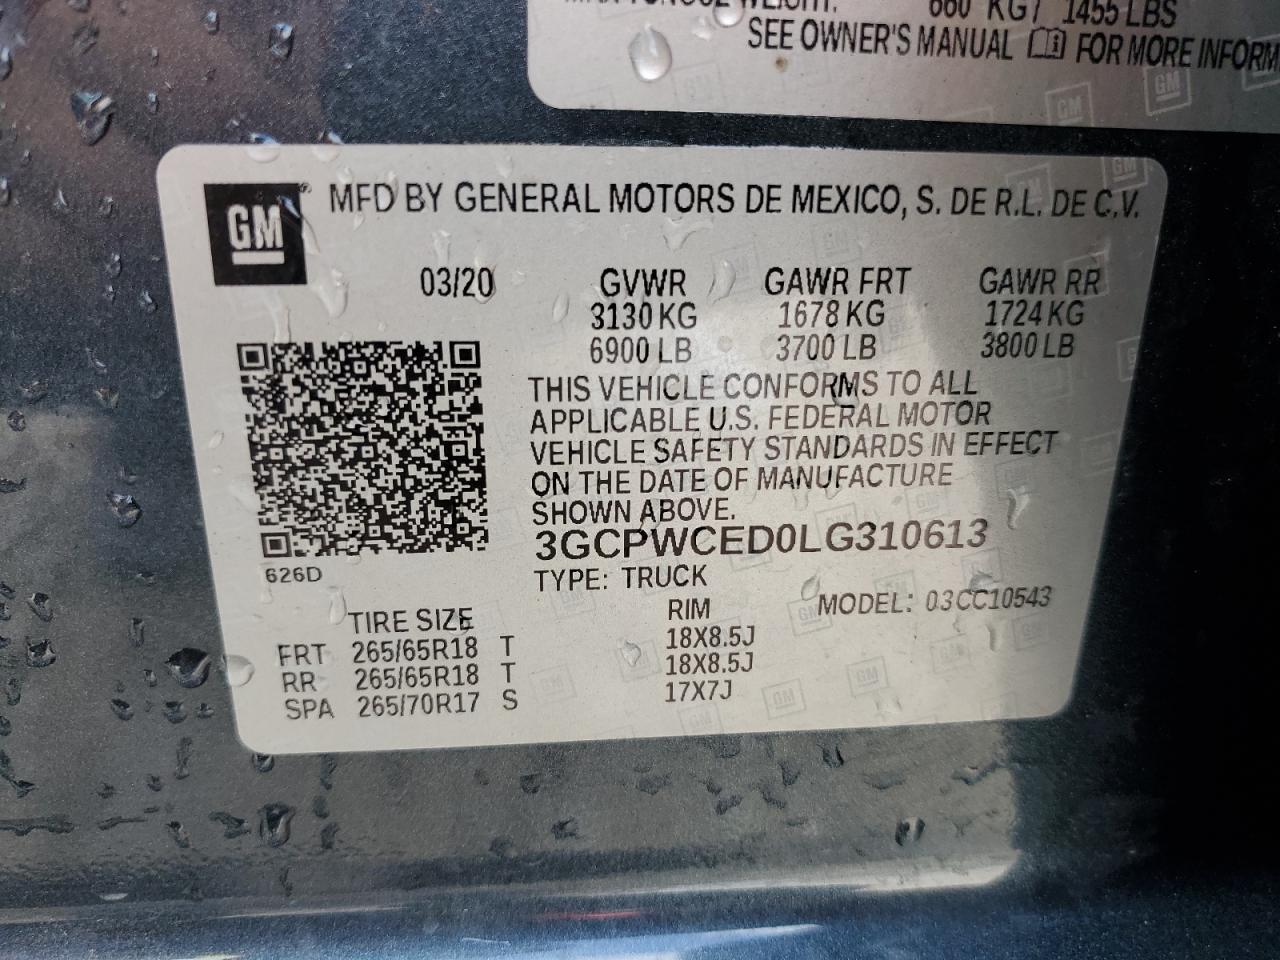 660 KG / 1455 LBS
SEE OWNER'S MANUAL FOR MORE INFORM
GM
MFD BY GENERAL MOTORS DE MEXICO, S. DE R.L. DE C.V.
03/20 GVWR GAWR FRT GAWR RR
3130 KG 1678 KG 1724 KG
6900 LB 3700 LB 3800 LB
THIS VEHICLE CONFORMS TO ALL
APPLICABLE U.S. FEDERAL MOTOR
VEHICLE SAFETY STANDARDS IN EFFECT
ON THE DATE OF MANUFACTURE
SHOWN ABOVE.
3GCPWCED0LG310613
626D
TYPE: TRUCK
MODEL: 03CC10543
TIRE SIZE RIM
FRT 265/65R18 T 18X8.5J
RR 265/65R18 T 18X8.5J
SPA 265/70R17 S 17X7J